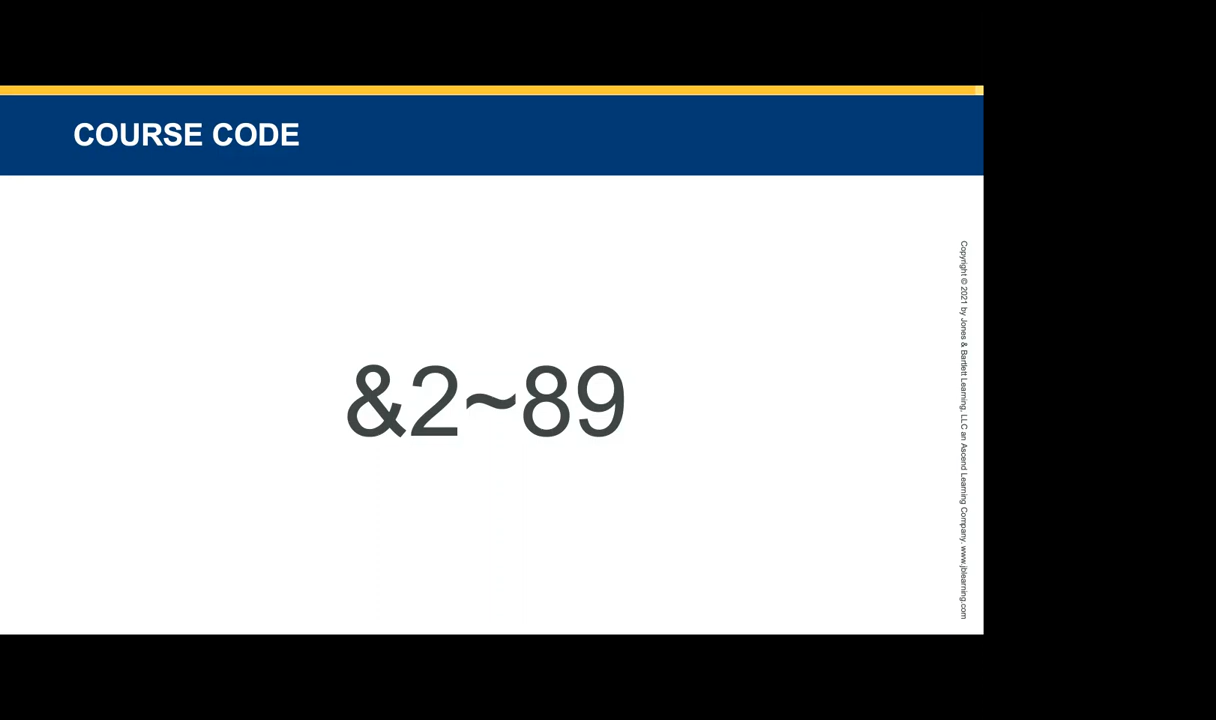 COURSE CODE
&2~89
Copyright © 2021 by Jones & Bartlett Learning, LLC an Ascend Learning Company. www.jblearning.com